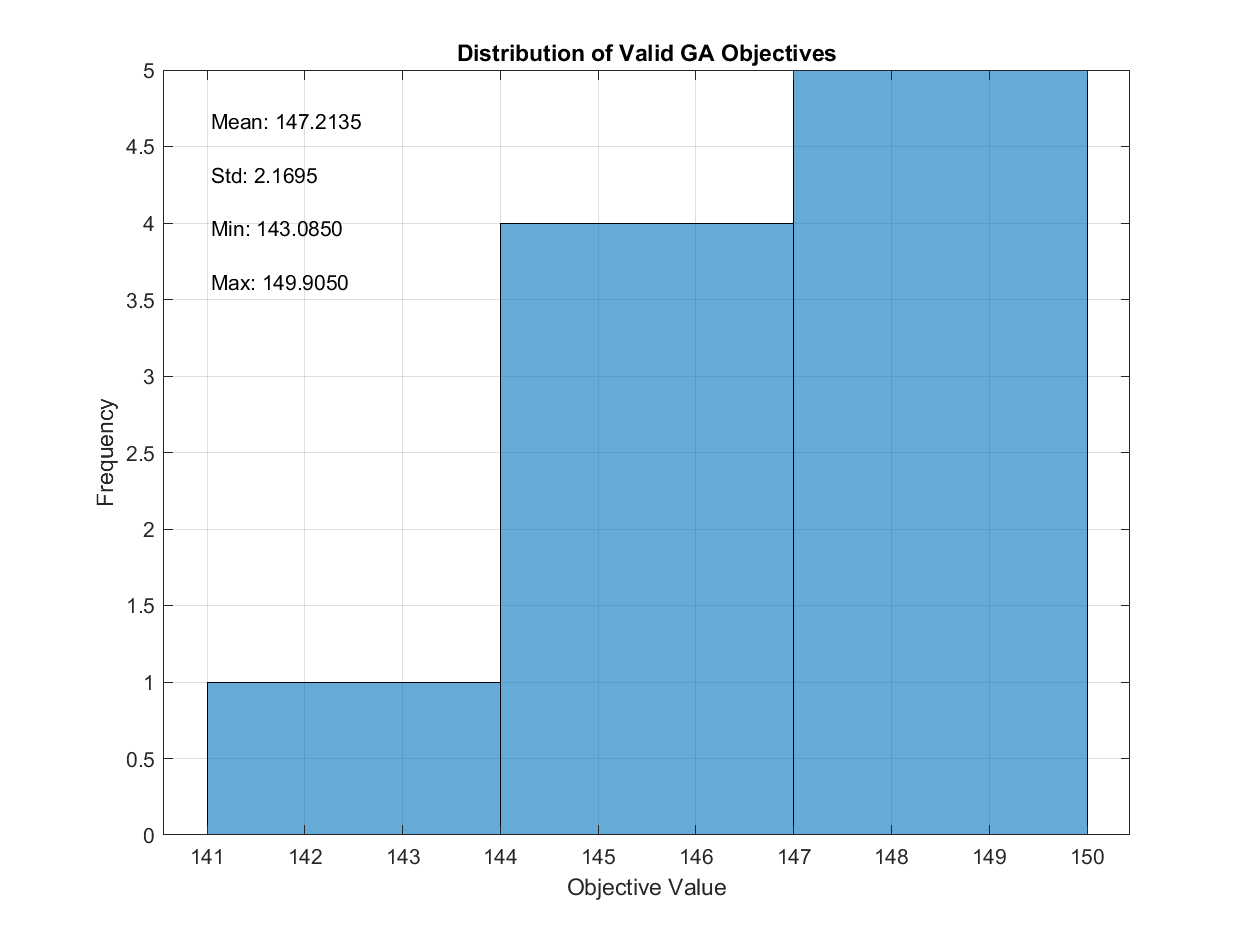 Distribution of Valid GA Objectives
5
4.5
4
3.5
3
2.5
2
1.5
1
0.5
0
Frequency
Mean: 147.2135
Std: 2.1695
Min: 143.0850
Max: 149.9050
141 142 143 144 145 146 147 148 149 150
Objective Value